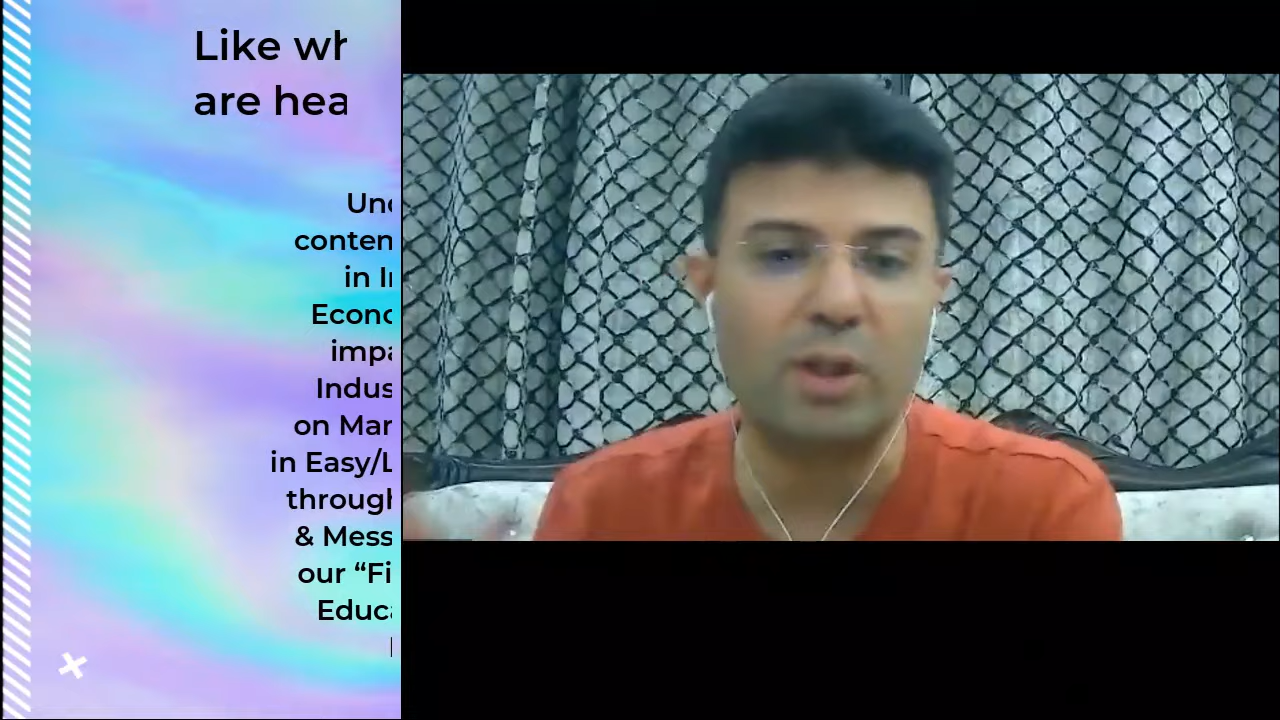 Like wh
are hea
Und
conten
in I
Econo
impa
Indus
on Mar
in Easy/L
through
& Mess
our “Fi
Educa